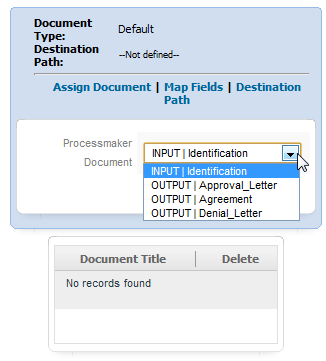 Document Type: Default
Destination Path: --Not defined--
Assign Document | Map Fields | Destination
Path
Processmaker
Document
INPUT | Identification
INPUT | Identification
OUTPUT | Approval_Letter
OUTPUT | Agreement
OUTPUT | Denial_Letter
Document Title | Delete
No records found